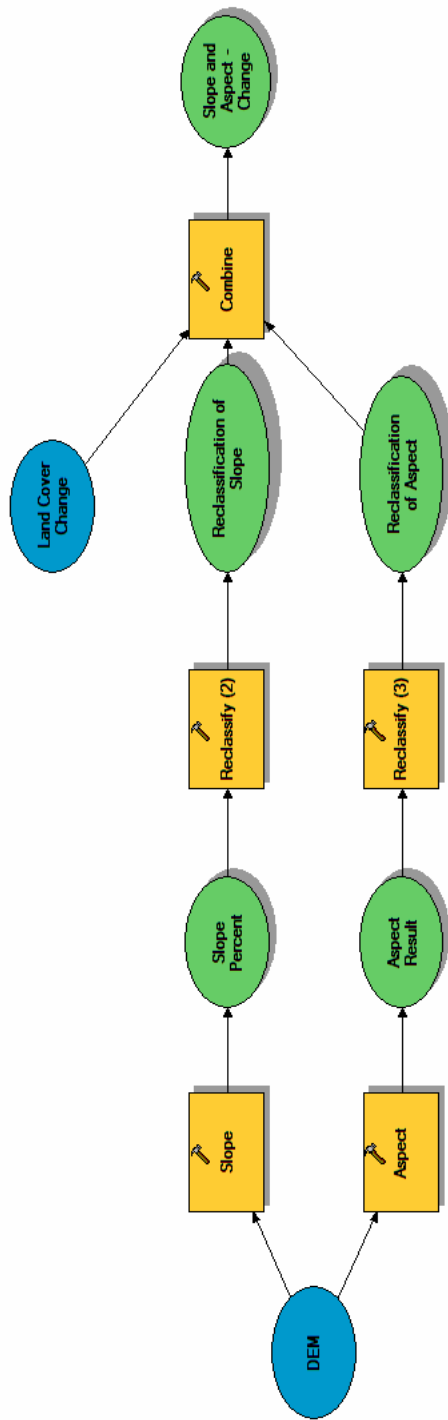 Land Cover
Change
DEM
Slope
Slope
Percent
Reclassify (2)
Reclassification of
Slope
Combine
Slope and
Aspect -
Change
Aspect
Aspect
Result
Reclassify (3)
Reclassification
of Aspect